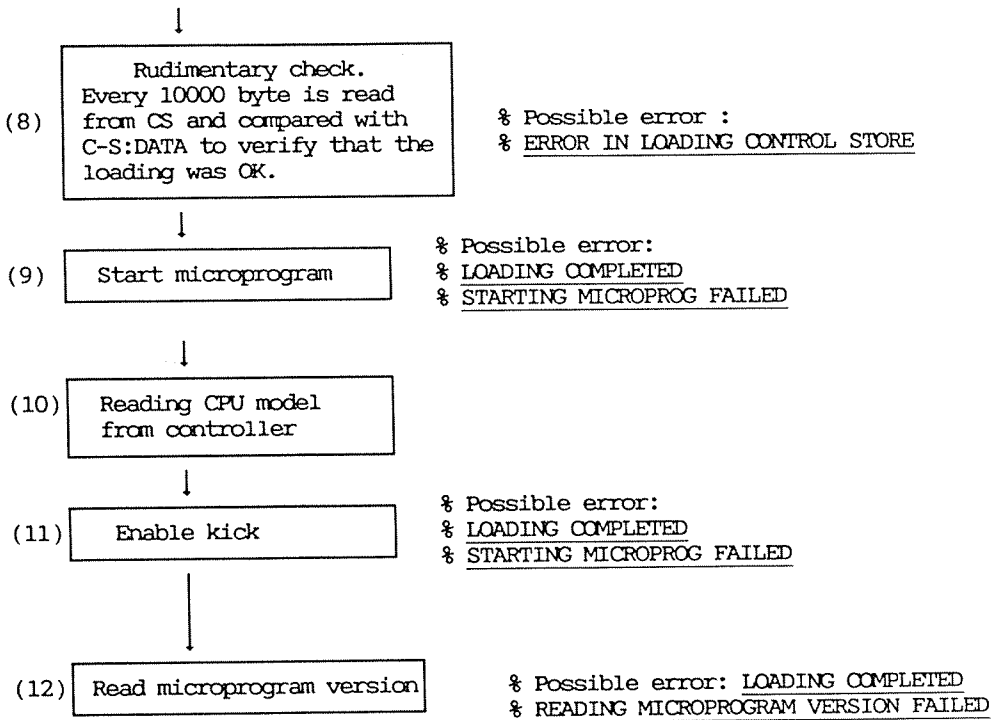 Rudimentary check.
Every 10000 byte is read
(8)
from CS and compared with
C-S:DATA to verify that the
loading was OK.
% Possible error :
% ERROR IN LOADING CONTROL STORE
(9)
Start microprogram
% Possible error:
% LOADING COMPLETED
% STARTING MICROPROG FAILED
(10)
Reading CPU model
from controller
(11)
Enable kick
% Possible error:
% LOADING COMPLETED
% STARTING MICROPROG FAILED
(12)
Read microprogram version
% Possible error: LOADING COMPLETED
% READING MICROPROGRAM VERSION FAILED